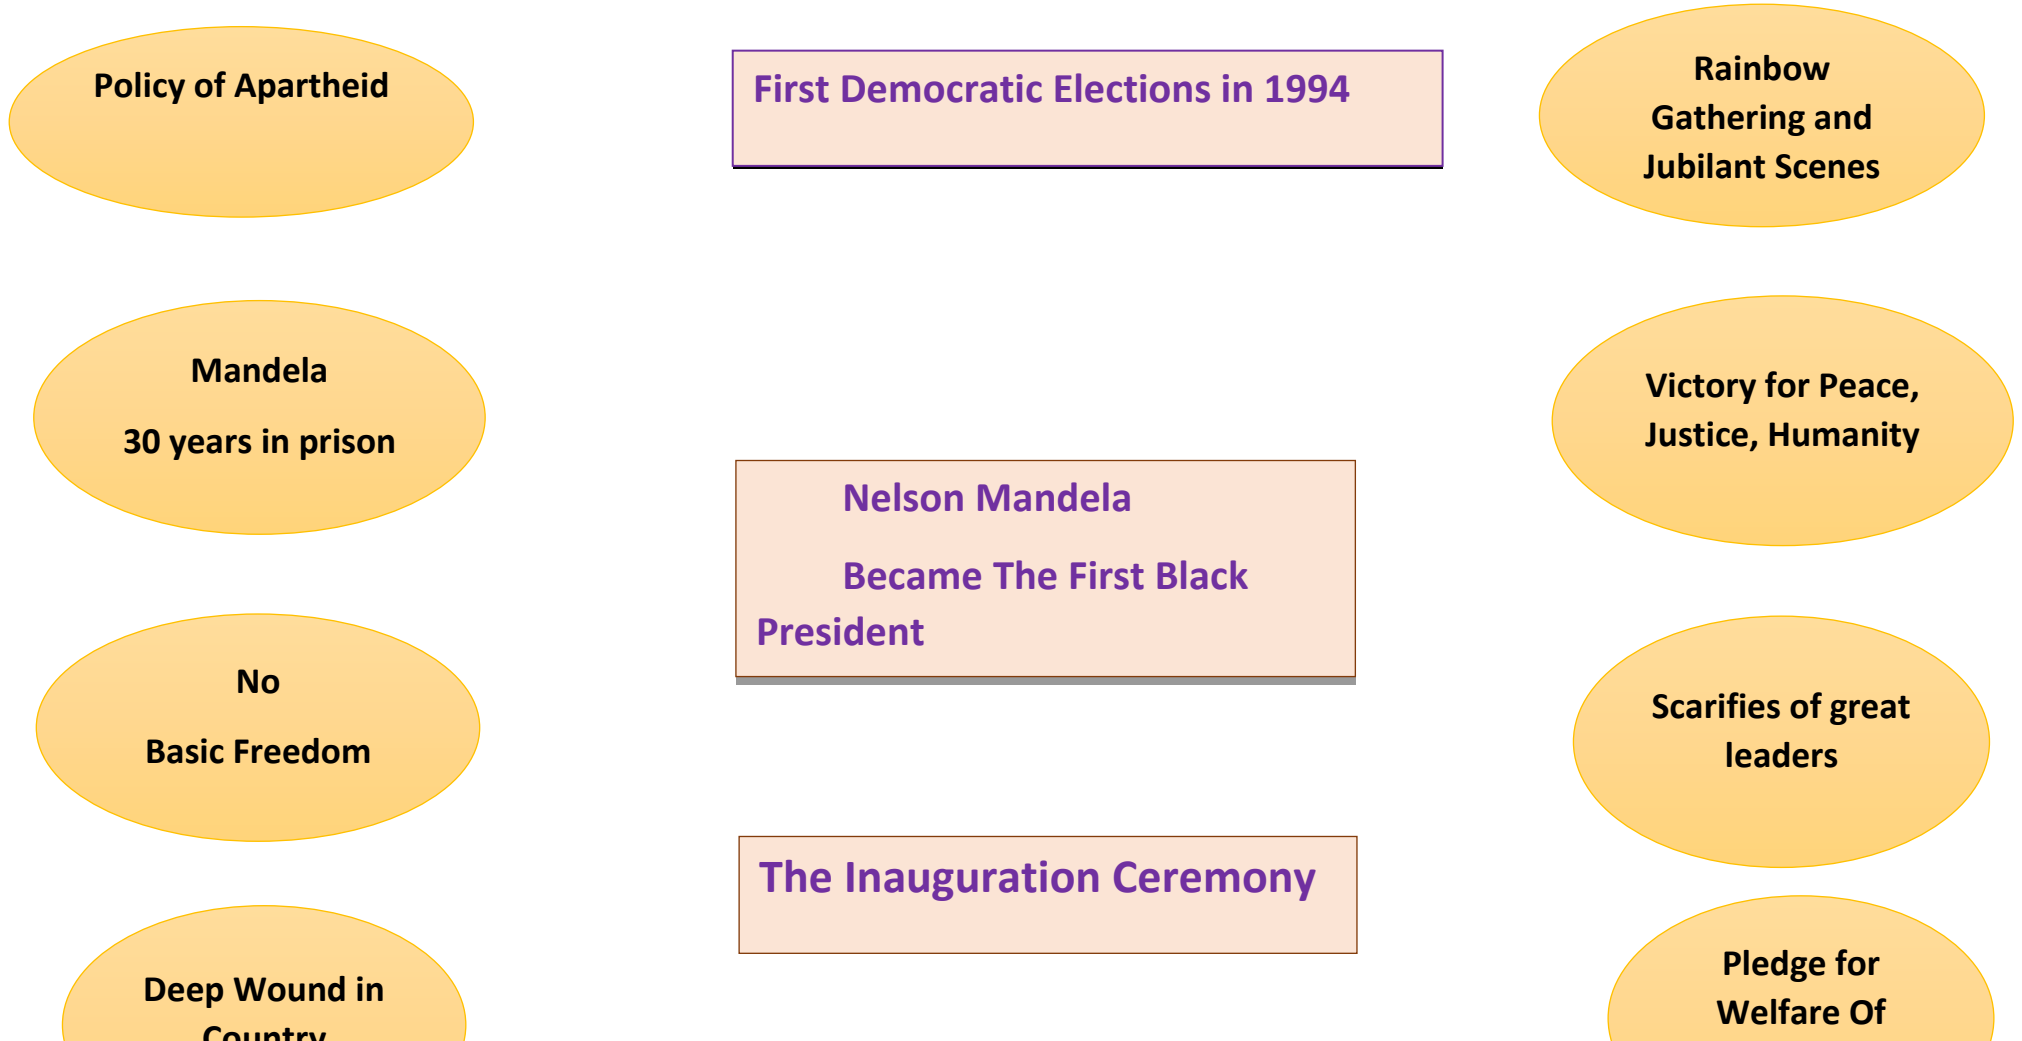 Policy of Apartheid
First Democratic Elections in 1994
Rainbow
Gathering and
Jubilant Scenes
Mandela
30 years in prison
Victory for Peace,
Justice, Humanity
Nelson Mandela
Became The First Black
President
No
Basic Freedom
Scarifies of great
leaders
The Inauguration Ceremony
Deep Wound in
Country
Pledge for
Welfare Of